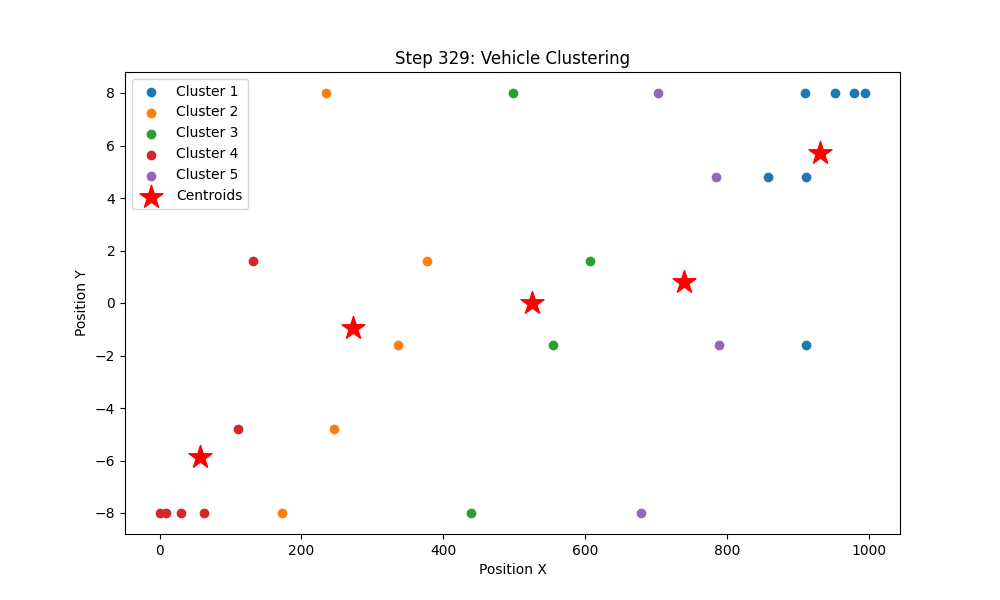 Step 329: Vehicle Clustering
Cluster 1
Cluster 2
Cluster 3
Cluster 4
Cluster 5
Centroids
Position Y
8
6
4
2
0
−2
−4
−6
−8
0 200 400 600 800 1000
Position X